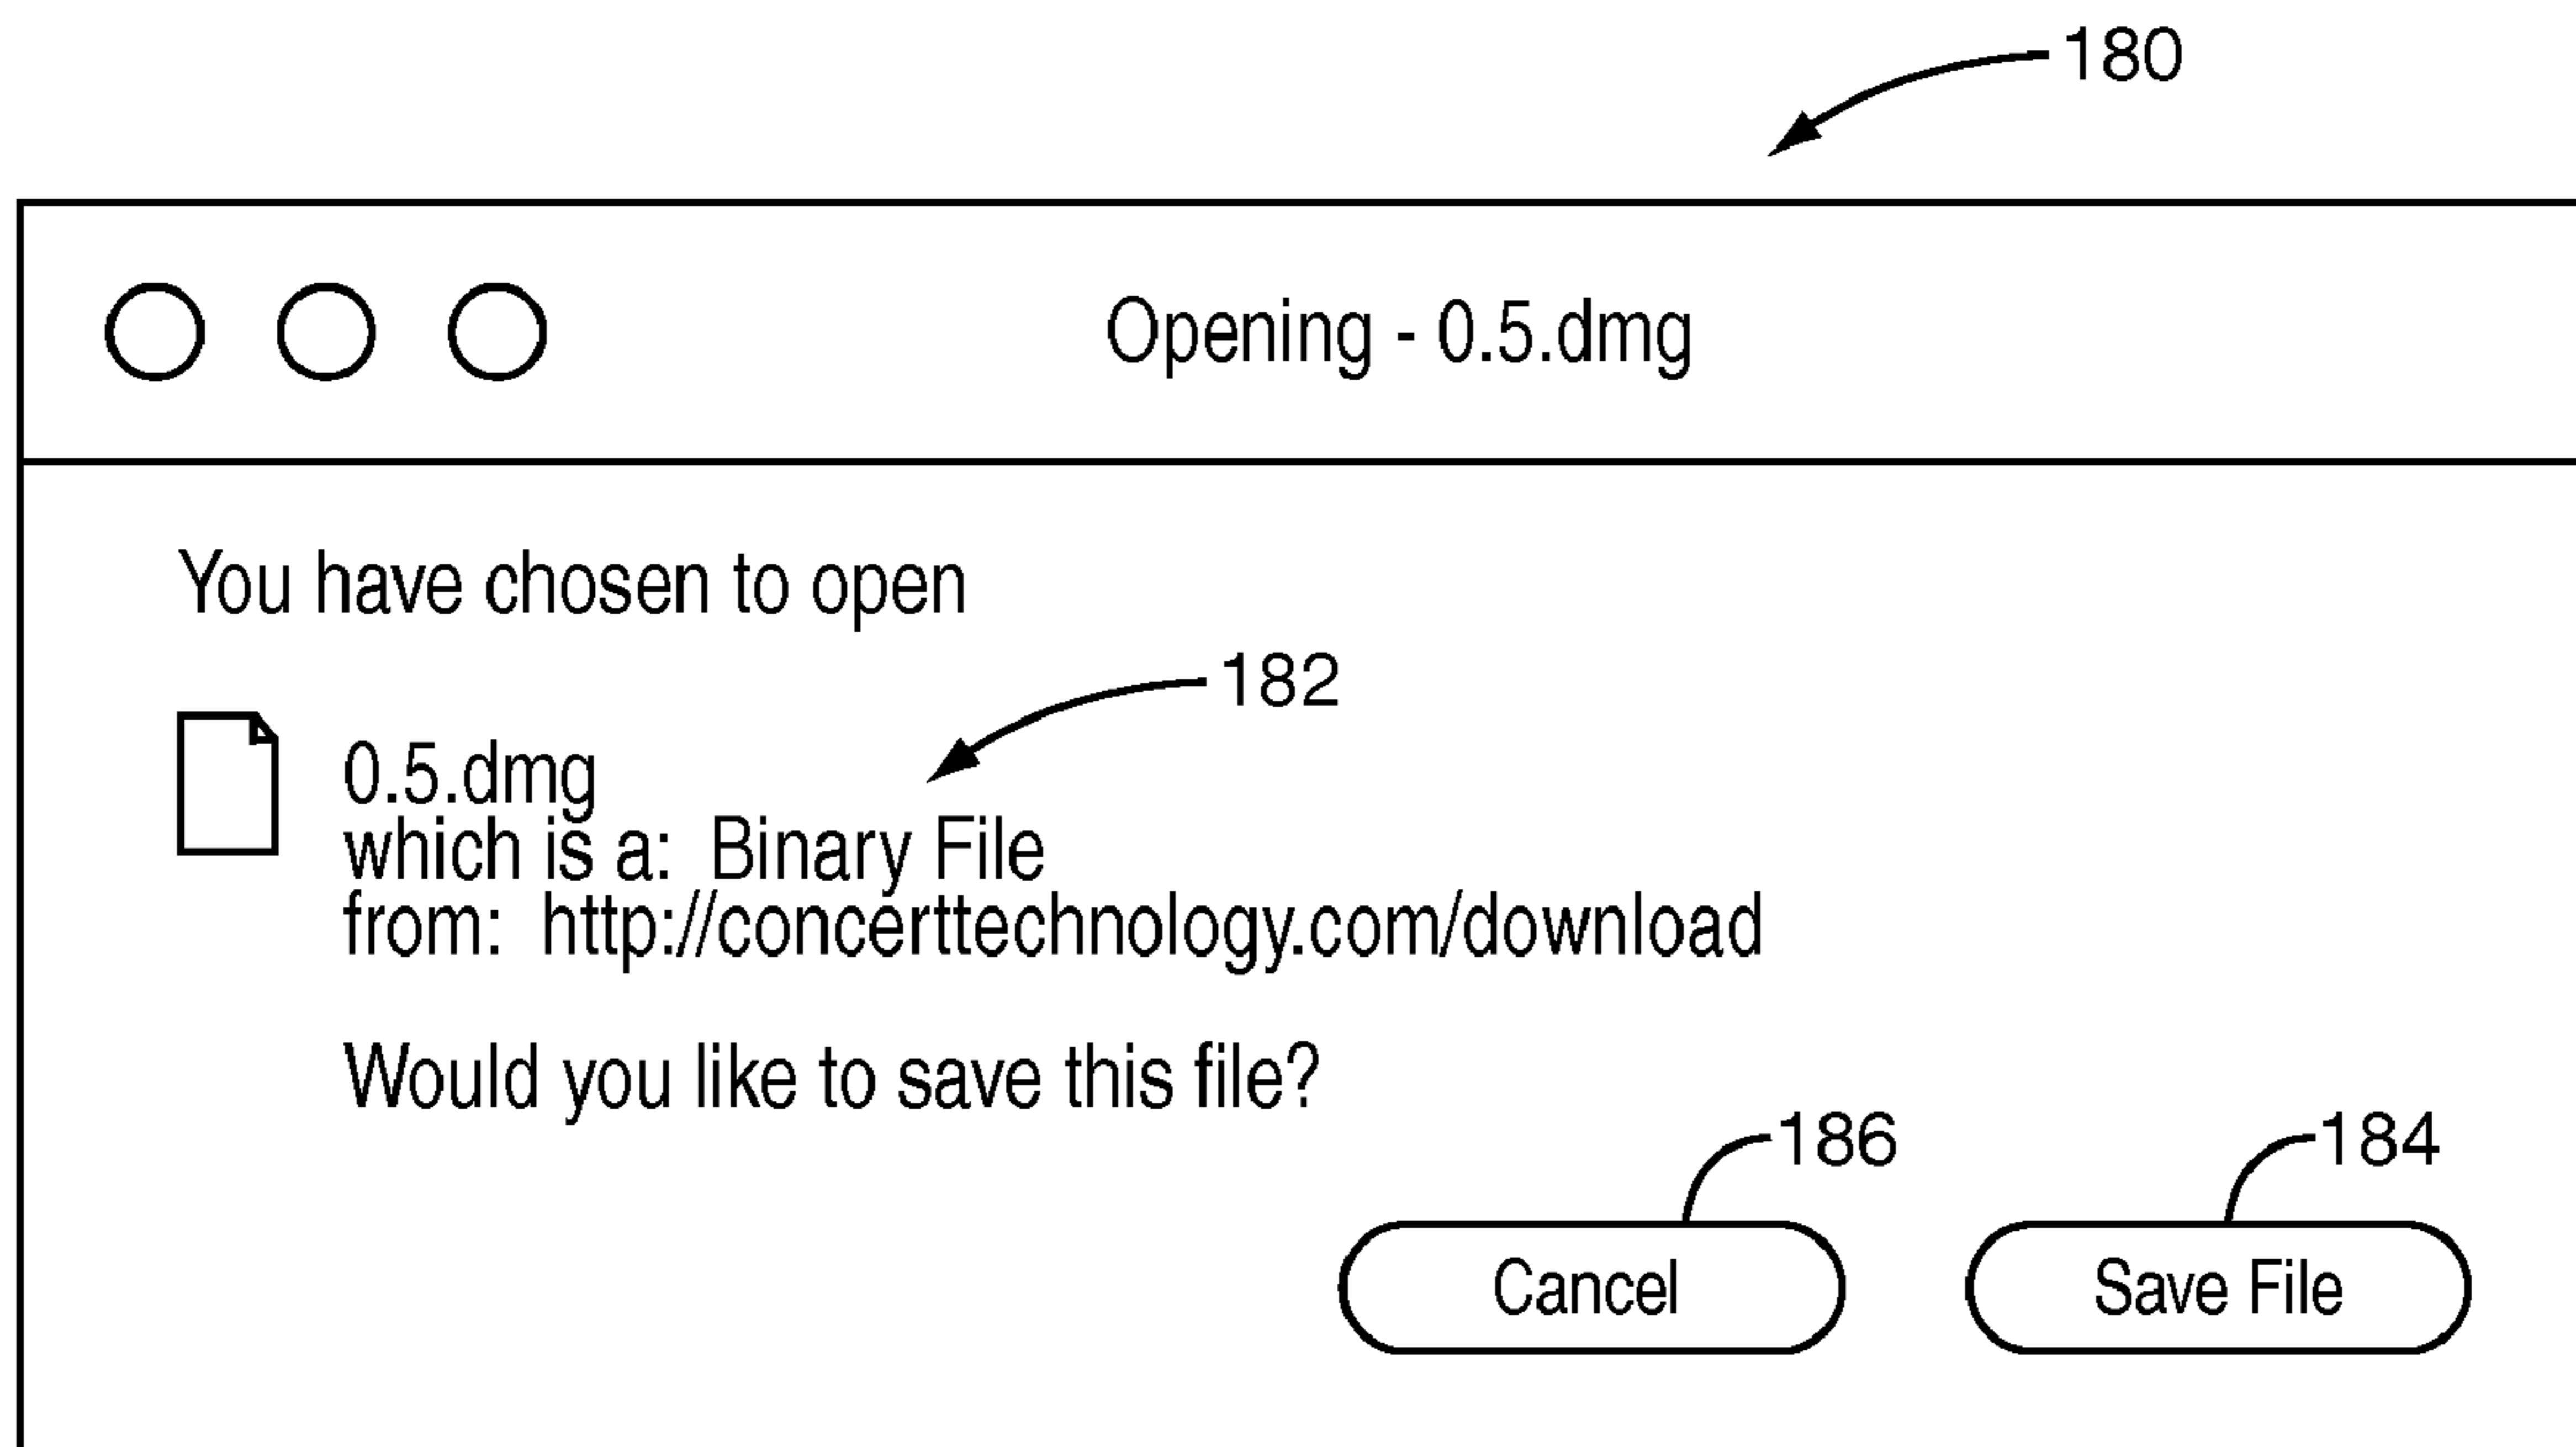 180
Opening - 0.5.dmg
You have chosen to open
182
0.5.dmg
which is a: Binary File
from: http://concerttechnology.com/download
Would you like to save this file?
186 184
Cancel Save File